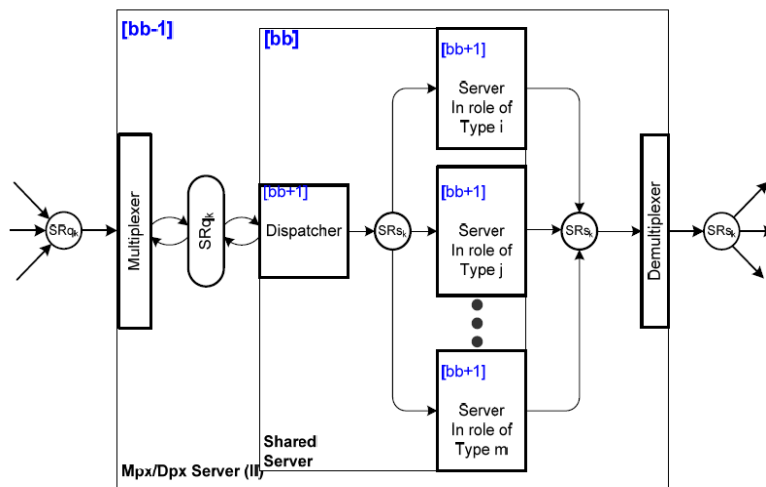 [bb-1]
[bb]
[bb+1]
Server
In role of
Type i
SRqk
Multiplexer
SRqk
[bb+1]
Dispatcher
SRsk
[bb+1]
Server
In role of
Type j
SRsk
Demultiplexer
SRsk
[bb+1]
Server
In role of
Type m
Shared
Server
Mpx/Dpx Server (II)